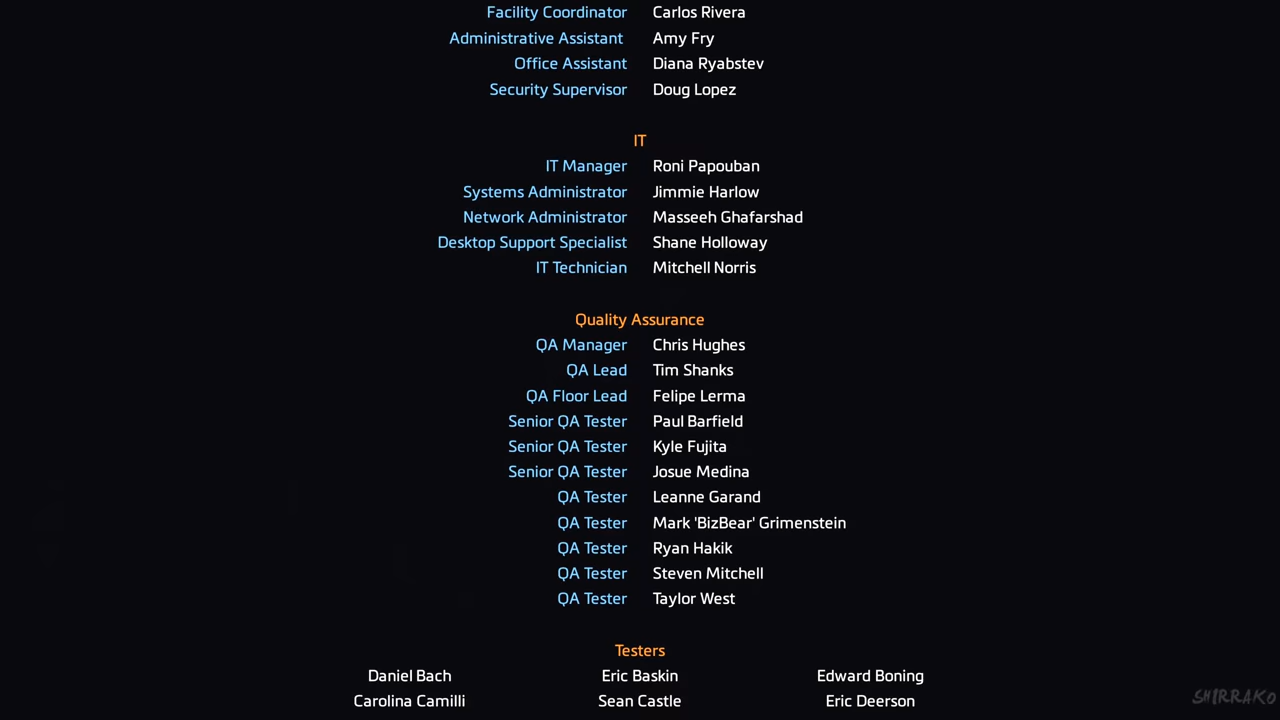 Facility Coordinator Carlos Rivera
Administrative Assistant Amy Fry
Office Assistant Diana Ryabstev
Security Supervisor Doug Lopez
IT
IT Manager Roni Papouban
Systems Administrator Jimmie Harlow
Network Administrator Masseeh Ghafarshad
Desktop Support Specialist Shane Holloway
IT Technician Mitchell Norris
Quality Assurance
QA Manager Chris Hughes
QA Lead Tim Shanks
QA Floor Lead Felipe Lerma
Senior QA Tester Paul Barfield
Senior QA Tester Kyle Fujita
Senior QA Tester Josue Medina
QA Tester Leanne Garand
QA Tester Mark 'BizBear' Grimenstein
QA Tester Ryan Hakik
QA Tester Steven Mitchell
QA Tester Taylor West
Testers
Daniel Bach Eric Baskin Edward Boning
Carolina Camilli Sean Castle Eric Deerson
SHIRRAKO